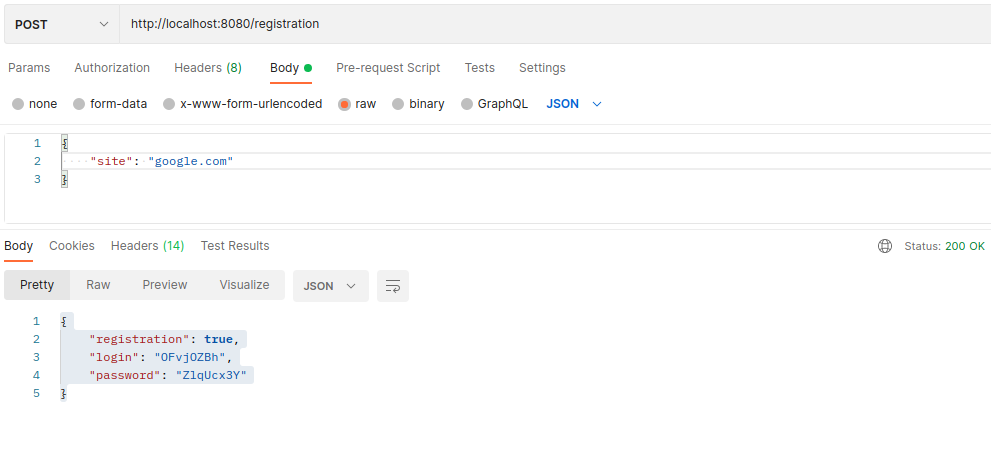 POST http://localhost:8080/registration
Params Authorization Headers (8) Body Pre-request Script Tests Settings
none form-data x-www-form-urlencoded raw binary GraphQL JSON
1 {
2 "site": "google.com"
3 }
Body Cookies Headers (14) Test Results Status: 200 OK
Pretty Raw Preview Visualize JSON
1 {
2 "registration": true,
3 "login": "OFvjOZBh",
4 "password": "ZlqUcx3Y"
5 }